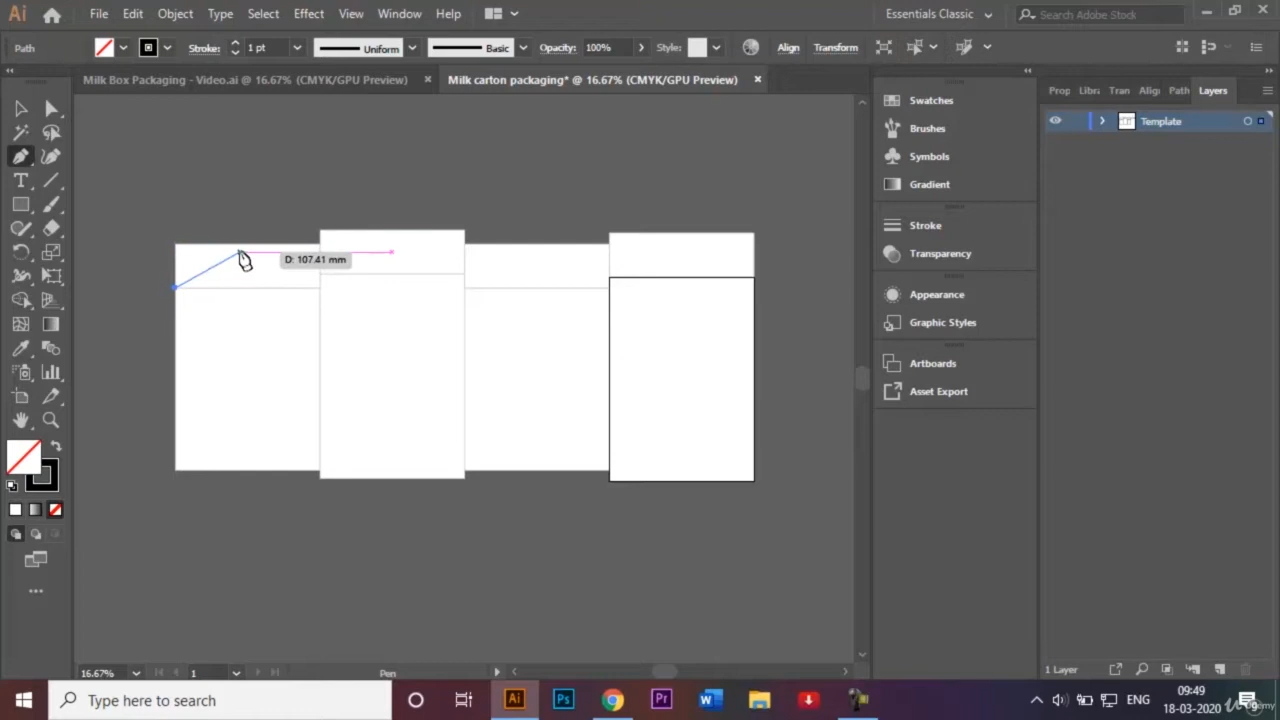 Ai File Edit Object Type Select Effect View Window Help Essentials Classic Search Adobe Stock
Path Stroke: 1 pt Uniform Basic Opacity: 100% Style: Align Transform
Milk Box Packaging - Video.ai @ 16.67% (CMYK/GPU Preview) Milk carton packaging* @ 16.67% (CMYK/GPU Preview)
Prop Libra Tran Align Path Layers
Swatches
Template
Brushes
Symbols
Gradient
Stroke
Transparency
D: 107.41 mm
Appearance
Graphic Styles
Artboards
Asset Export
16.67% 1 Pen
1 Layer
Type here to search
Ai Ps Pr W
ENG
09:49
18-03-2020